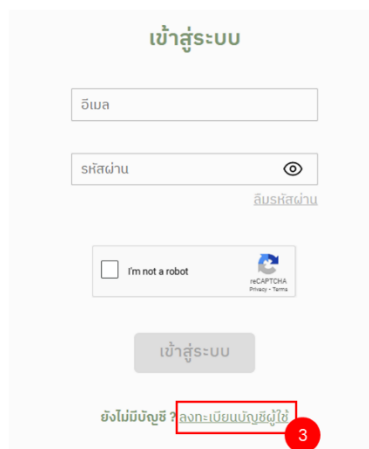 เข้าสู่ระบบ
อีเมล
รหัสผ่าน
ลืมรหัสผ่าน
I'm not a robot
reCAPTCHA
Privacy - Terms
เข้าสู่ระบบ
ยังไม่มีบัญชี ? ลงทะเบียนบัญชีผู้ใช้
3